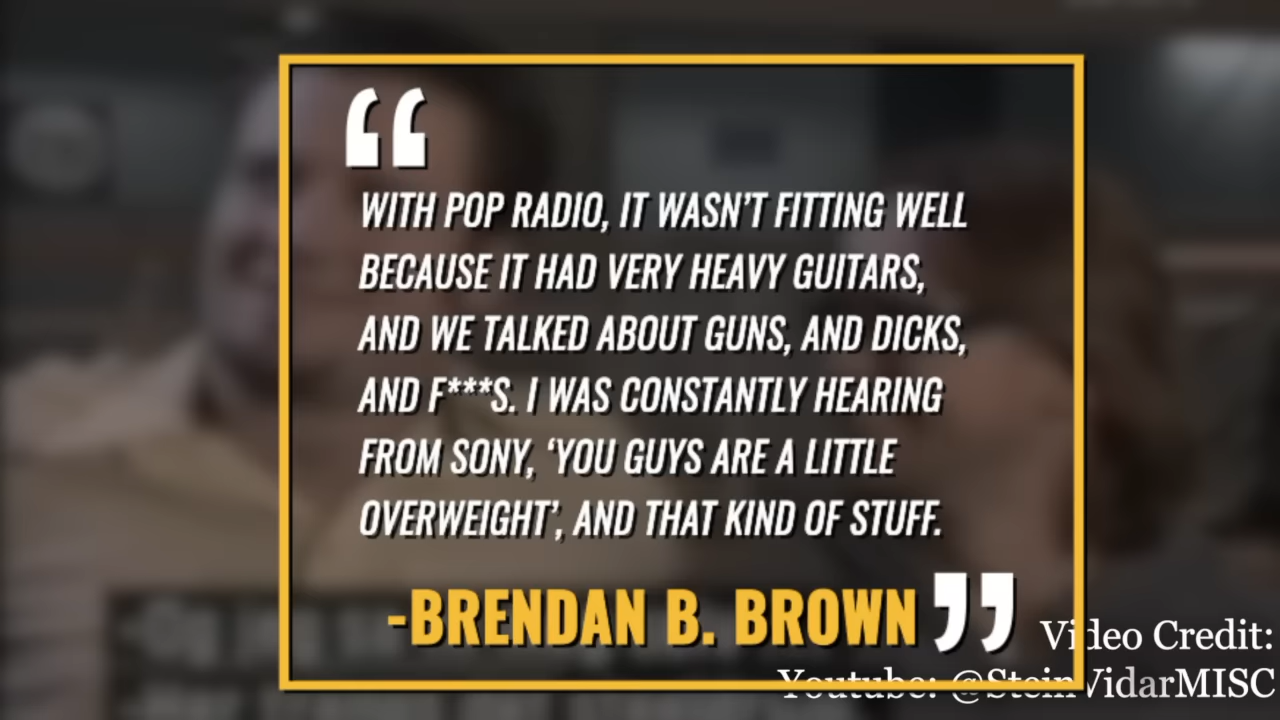 “
WITH POP RADIO, IT WASN’T FITTING WELL
BECAUSE IT HAD VERY HEAVY GUITARS,
AND WE TALKED ABOUT GUNS, AND DICKS,
AND F***S. I WAS CONSTANTLY HEARING
FROM SONY, ‘YOU GUYS ARE A LITTLE
OVERWEIGHT’, AND THAT KIND OF STUFF.
-BRENDAN B. BROWN ”
Video Credit:
Youtube: @SteinVidarMISC